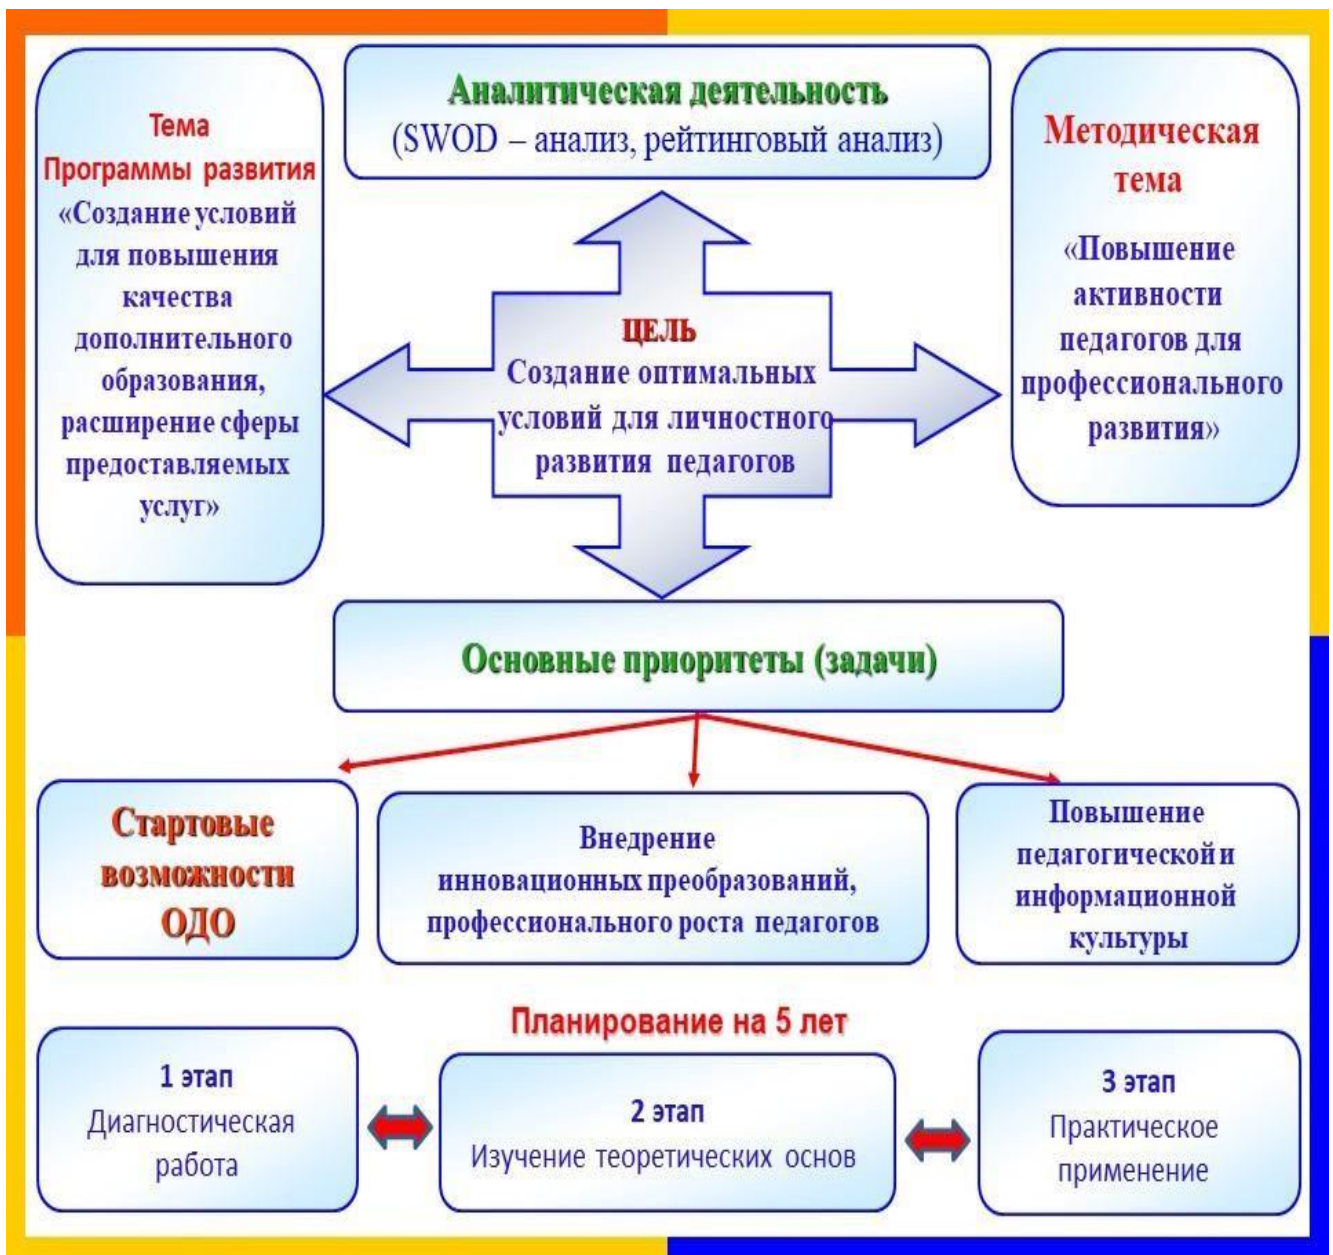 Аналитическая деятельность
(SWOD – анализ, рейтинговый анализ)
Тема
Программы развития
«Создание условий
для повышения
качества
дополнительного
образования,
расширение сферы
предоставляемых
услуг»
Методическая
тема
«Повышение
активности
педагогов для
профессионального
развития»
ЦЕЛЬ
Создание оптимальных
условий для личностного
развития педагогов
Основные приоритеты (задачи)
Стартовые
возможности
ОДО
Внедрение
инновационных преобразований,
профессионального роста педагогов
Повышение
педагогической и
информационной
культуры
Планирование на 5 лет
1 этап
Диагностическая
работа
2 этап
Изучение теоретических основ
3 этап
Практическое
применение